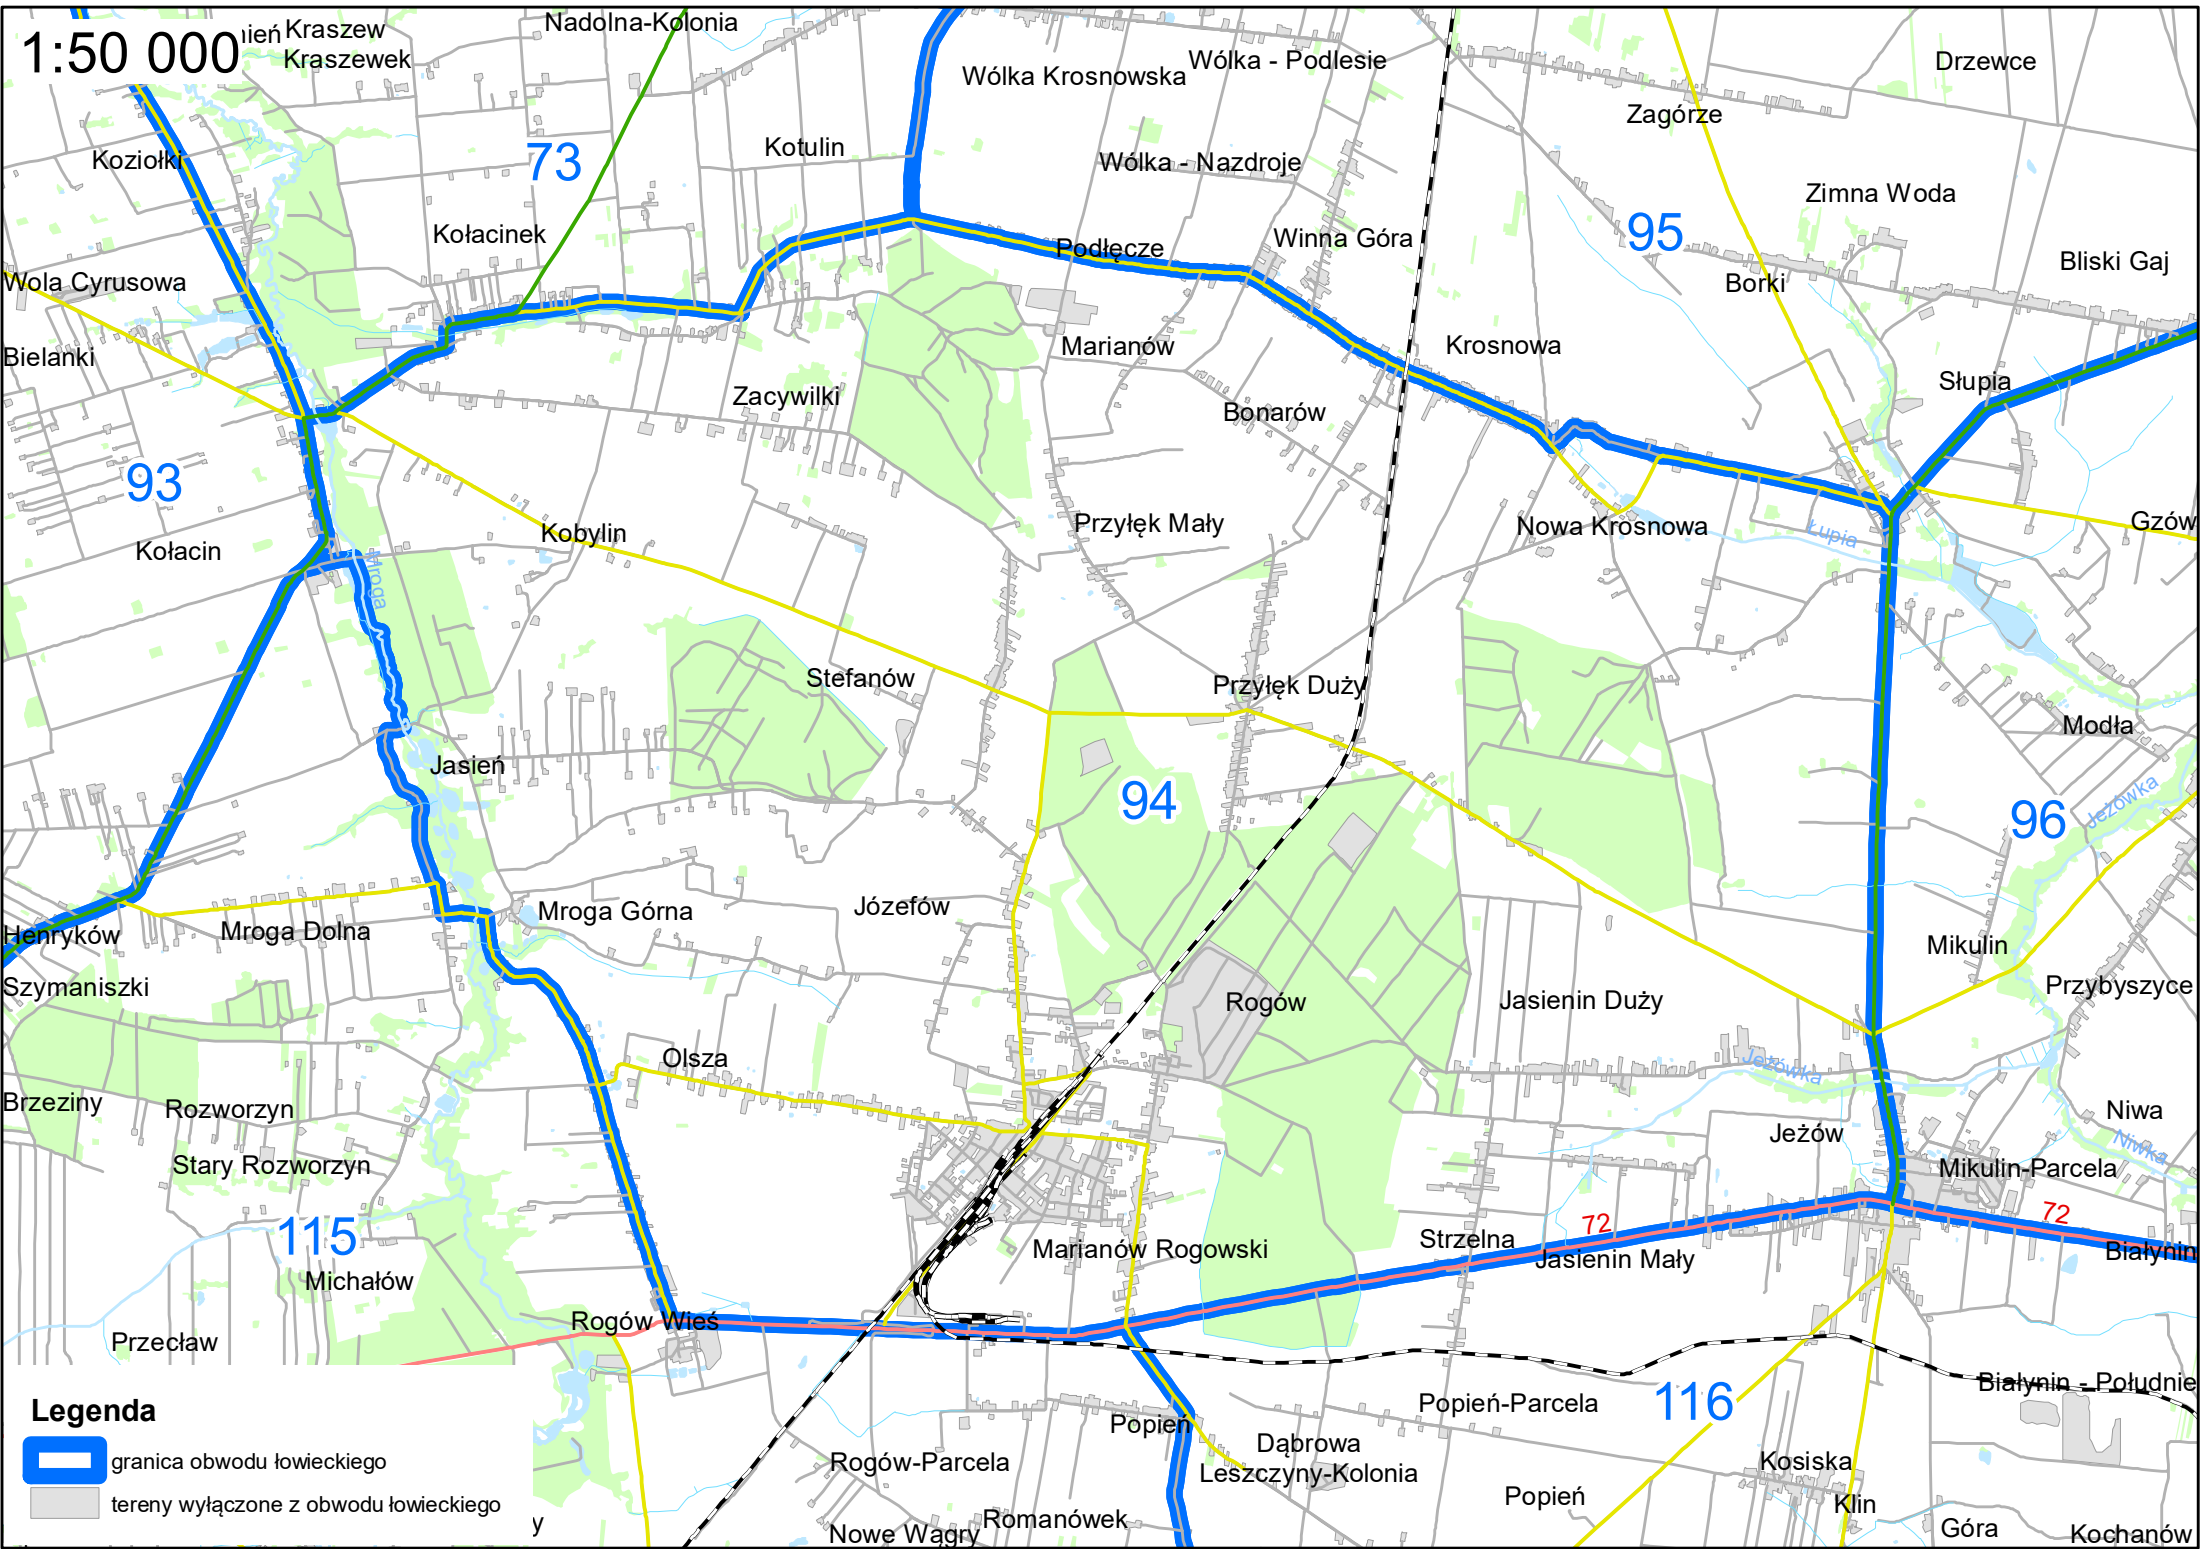 1:50 000
Kraszew
Nadolna-Kolonia
Kraszewek
Wólka - Podlesie
Drzewce
Wólka Krosnowska
Zagórze
Koziołki
73
Kotulin
Wólka - Nazdroje
Zimna Woda
Kołacinek
Podłęcze
Winna Góra
95
Bliski Gaj
Wola Cyrusowa
Borki
Bielanki
Marianów
Krosnowa
Słupia
Zacywilki
Bonarów
93
Kołacin
Kobylin
Przyłęk Mały
Nowa Krosnowa
Łupia
Gzów
Mroga
Stefanów
Przyłęk Duży
Modła
Jasień
94
96
Jeżówka
Henryków
Mroga Dolna
Mroga Górna
Józefów
Mikulin
Szymaniszki
Rogów
Jasienin Duży
Przybyszyce
Olsza
Jeżówka
Brzeziny
Rozworzyn
Niwa
Jeżów
Niwka
Stary Rozworzyn
Mikulin-Parcela
115
72
72
Michałów
Marianów Rogowski
Strzelna
Jasienin Mały
Białynin
Przecław
Rogów Wieś
Białynin - Południe
Popień-Parcela
116
Popień
Dąbrowa
Leszczyny-Kolonia
Rogów-Parcela
Kosiska
Popień
Klin
Romanówek
Nowe Wągry
Góra
Kochanów
Legenda
granica obwodu łowieckiego
tereny wyłączone z obwodu łowieckiego